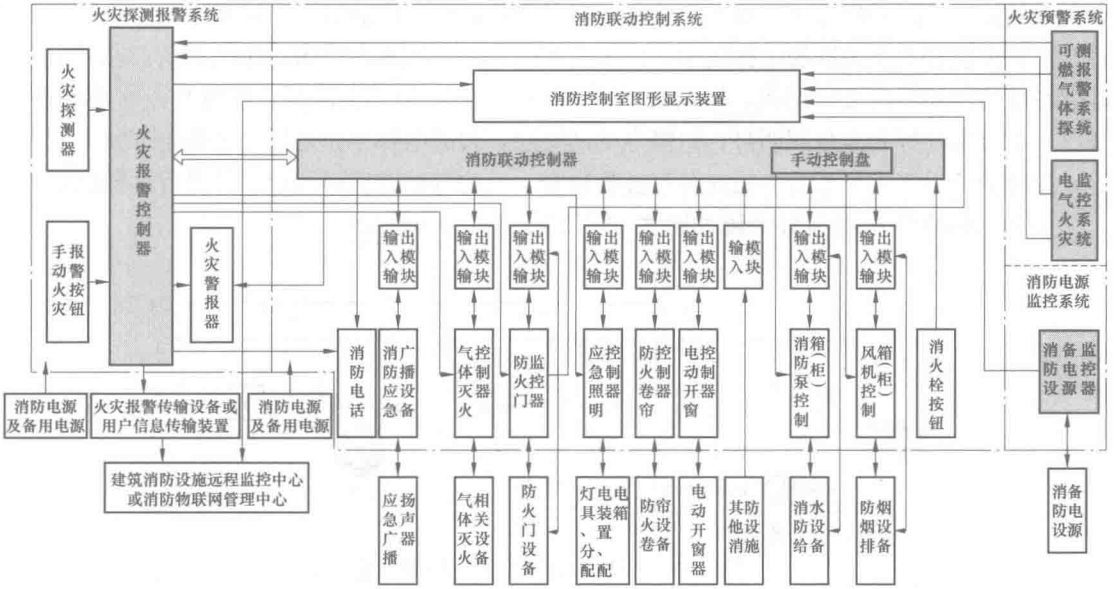 火灾探测报警系统
消防联动控制系统
火灾预警系统
火灾探测器
火灾报警控制器
消防控制室图形显示装置
可燃气体探
测报警系统
消防联动控制器
手动控制盘
电气火灾
监控系统
手动火灾
报警按钮
火灾警报器
输入输
出模块
输入输
出模块
输入输
出模块
输入输
出模块
输入输
出模块
输入输
出模块
输入
模块
输入输
出模块
输入输
出模块
消防电源
监控系统
消防电话
消防应急
广播设备
气体灭火
控制器
防火门
监控器
应急照明
控制器
防火卷帘
控制器
电动开窗
控制器
消防泵控制
箱(柜)
风机控制
箱(柜)
消火栓按钮
消防设
备电源
监控器
消防电源
及备用电源
火灾报警传输设备或
用户信息传输装置
消防电源
及备用电源
建筑消防设施远程监控中心
或消防物联网管理中心
应急广播
扬声器
气体灭火
相关设备
防火门设备
灯具、分配
电装置、配
电箱
防火卷
帘设备
电动开窗器
其他消
防设施
消防给
水设备
防烟排
烟设备
消防设
备电源